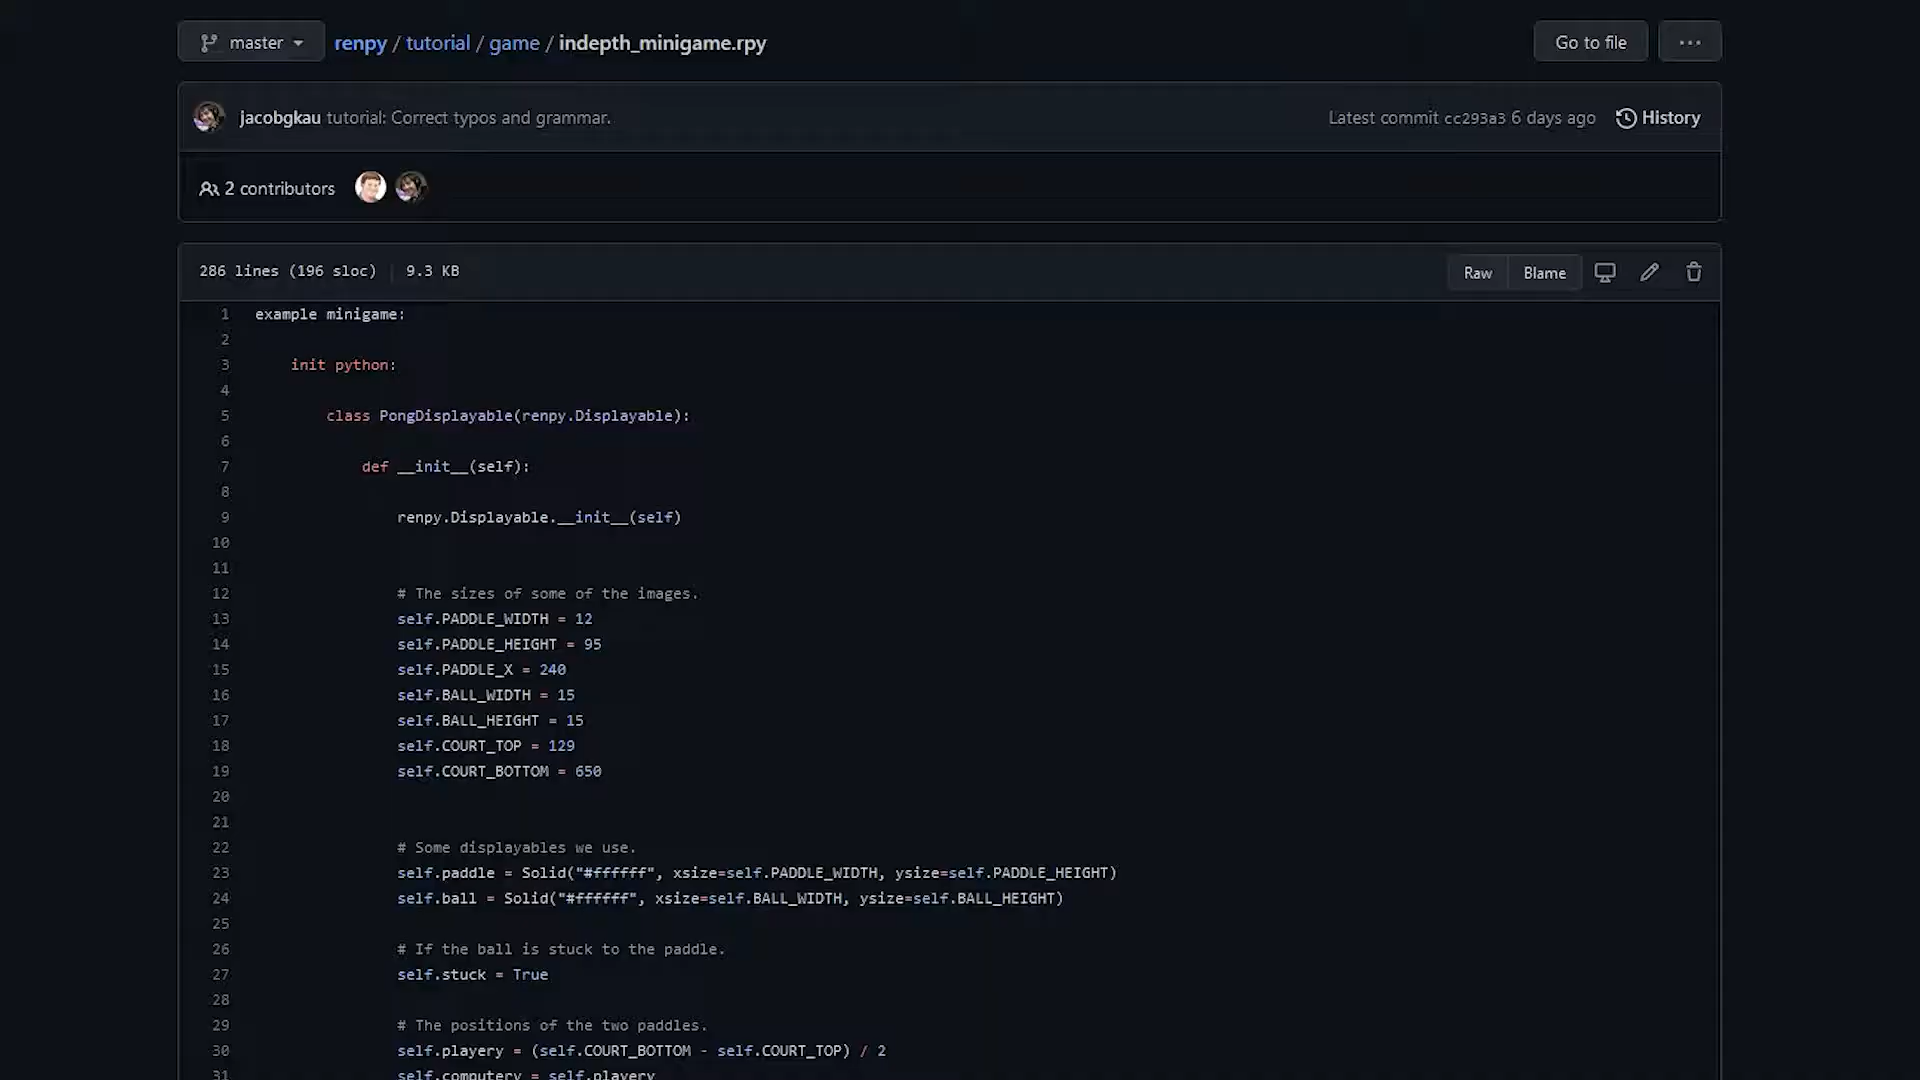 master renpy / tutorial / game / indepth_minigame.rpy Go to file ...
jacobgkau tutorial: Correct typos and grammar. Latest commit cc293a3 6 days ago History
2 contributors
286 lines (196 sloc) 9.3 KB Raw Blame
1 example minigame:
2
3 init python:
4
5 class PongDisplayable(renpy.Displayable):
6
7 def __init__(self):
8
9 renpy.Displayable.__init__(self)
10
11
12 # The sizes of some of the images.
13 self.PADDLE_WIDTH = 12
14 self.PADDLE_HEIGHT = 95
15 self.PADDLE_X = 240
16 self.BALL_WIDTH = 15
17 self.BALL_HEIGHT = 15
18 self.COURT_TOP = 129
19 self.COURT_BOTTOM = 650
20
21
22 # Some displayables we use.
23 self.paddle = Solid("#ffffff", xsize=self.PADDLE_WIDTH, ysize=self.PADDLE_HEIGHT)
24 self.ball = Solid("#ffffff", xsize=self.BALL_WIDTH, ysize=self.BALL_HEIGHT)
25
26 # If the ball is stuck to the paddle.
27 self.stuck = True
28
29 # The positions of the two paddles.
30 self.playery = (self.COURT_BOTTOM - self.COURT_TOP) / 2
31 self.computery = self.playery